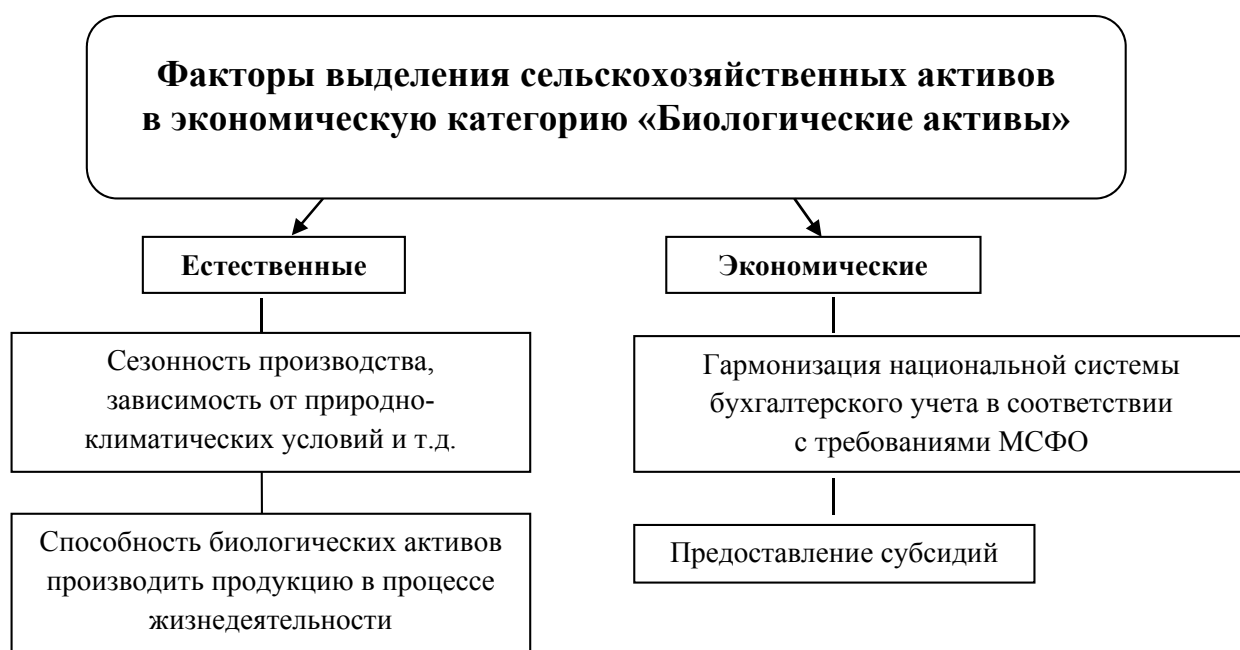 Факторы выделения сельскохозяйственных активов
в экономическую категорию «Биологические активы»
Естественные
Экономические
Сезонность производства,
зависимость от природно-
климатических условий и т.д.
Гармонизация национальной системы
бухгалтерского учета в соответствии
с требованиями МСФО
Способность биологических активов
производить продукцию в процессе
жизнедеятельности
Предоставление субсидий